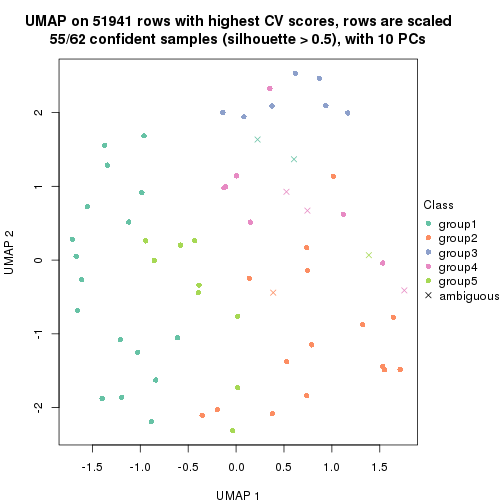 UMAP on 51941 rows with highest CV scores, rows are scaled
55/62 confident samples (silhouette > 0.5), with 10 PCs
UMAP 2
2
1
0
-1
-2
-1.5
-1.0
-0.5
0.0
0.5
1.0
1.5
UMAP 1
Class
group1
group2
group3
group4
group5
ambiguous